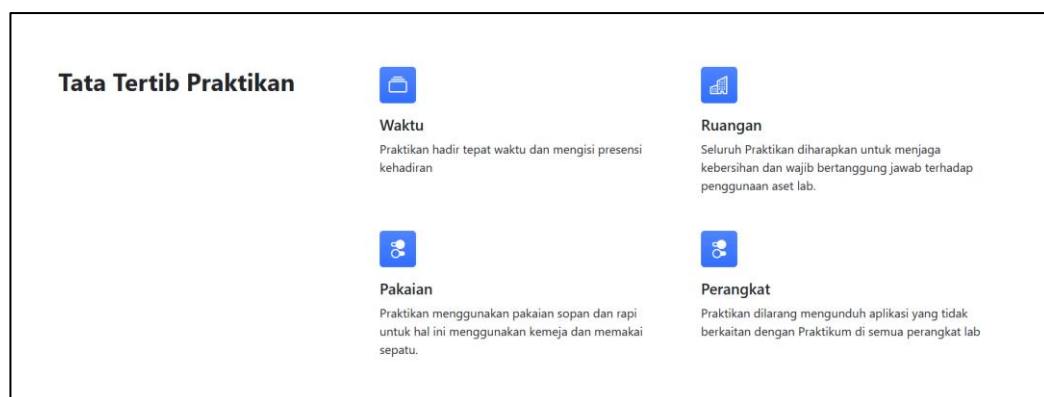 Tata Tertib Praktikan
Waktu
Praktikan hadir tepat waktu dan mengisi presensi
kehadiran
Ruangan
Seluruh Praktikan diharapkan untuk menjaga
kebersihan dan wajib bertanggung jawab terhadap
penggunaan aset lab.
Pakaian
Praktikan menggunakan pakaian sopan dan rapi
untuk hal ini menggunakan kemeja dan memakai
sepatu.
Perangkat
Praktikan dilarang mengunduh aplikasi yang tidak
berkaitan dengan Praktikum di semua perangkat lab